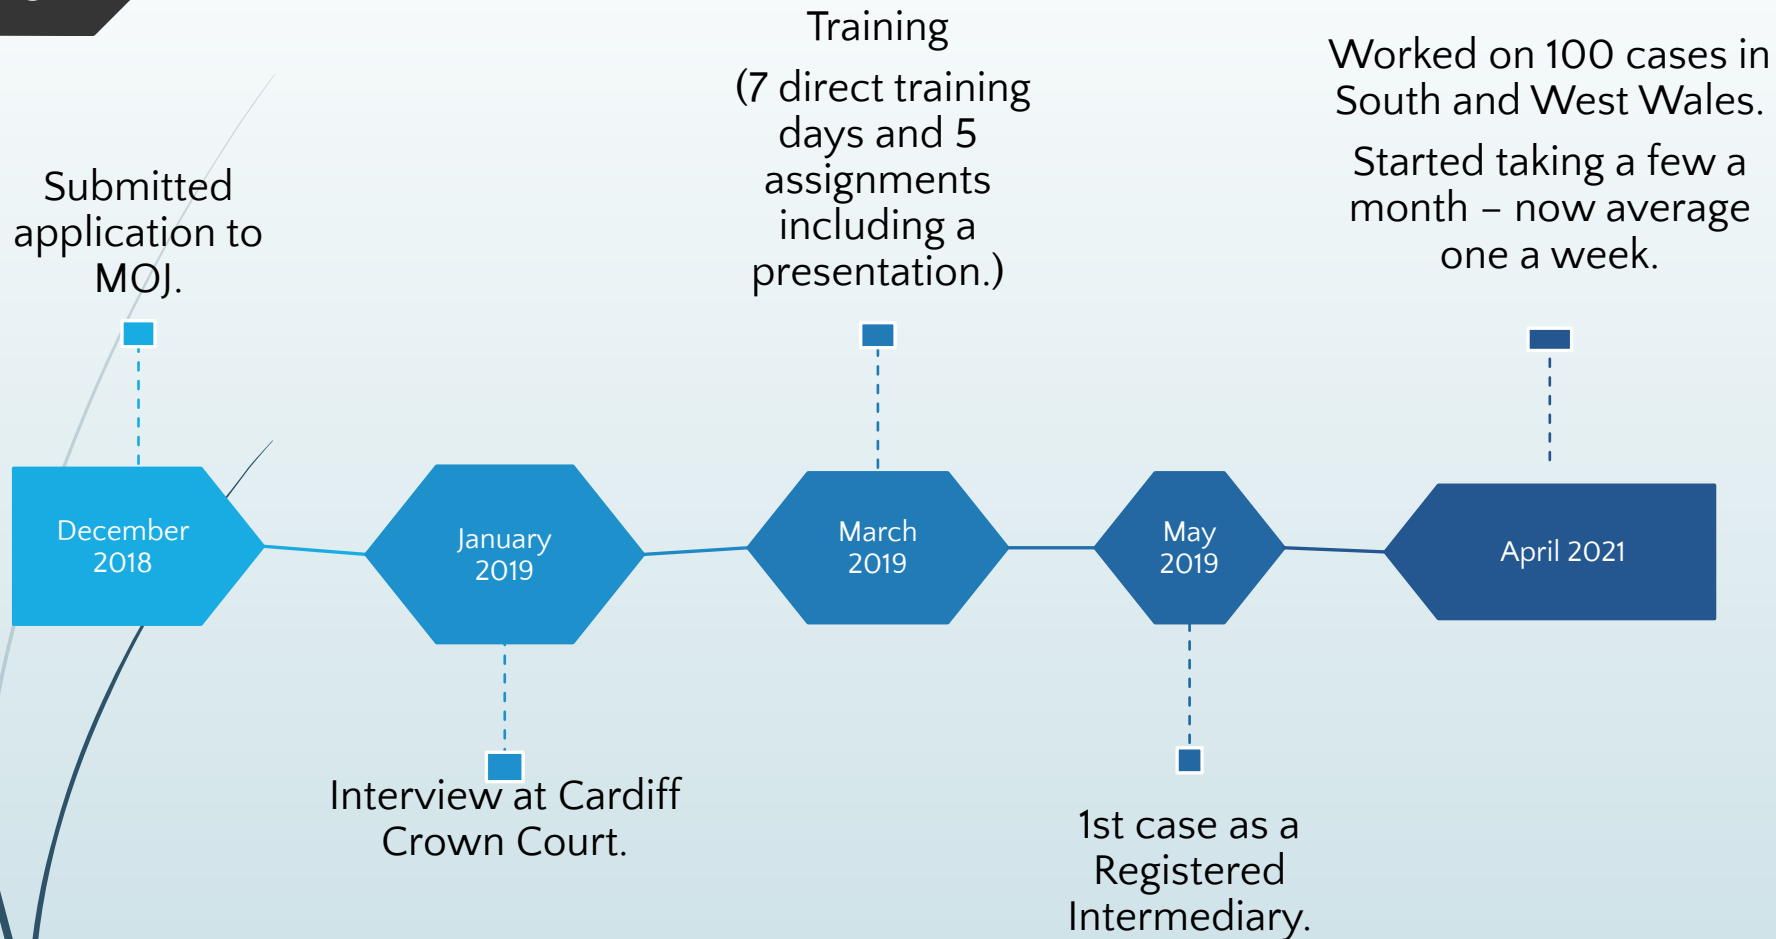 Submitted
application to
MOJ.
Training
(7 direct training
days and 5
assignments
including a
presentation.)
Worked on 100 cases in
South and West Wales.
Started taking a few a
month – now average
one a week.
December
2018
January
2019
March
2019
May
2019
April 2021
Interview at Cardiff
Crown Court.
1st case as a
Registered
Intermediary.